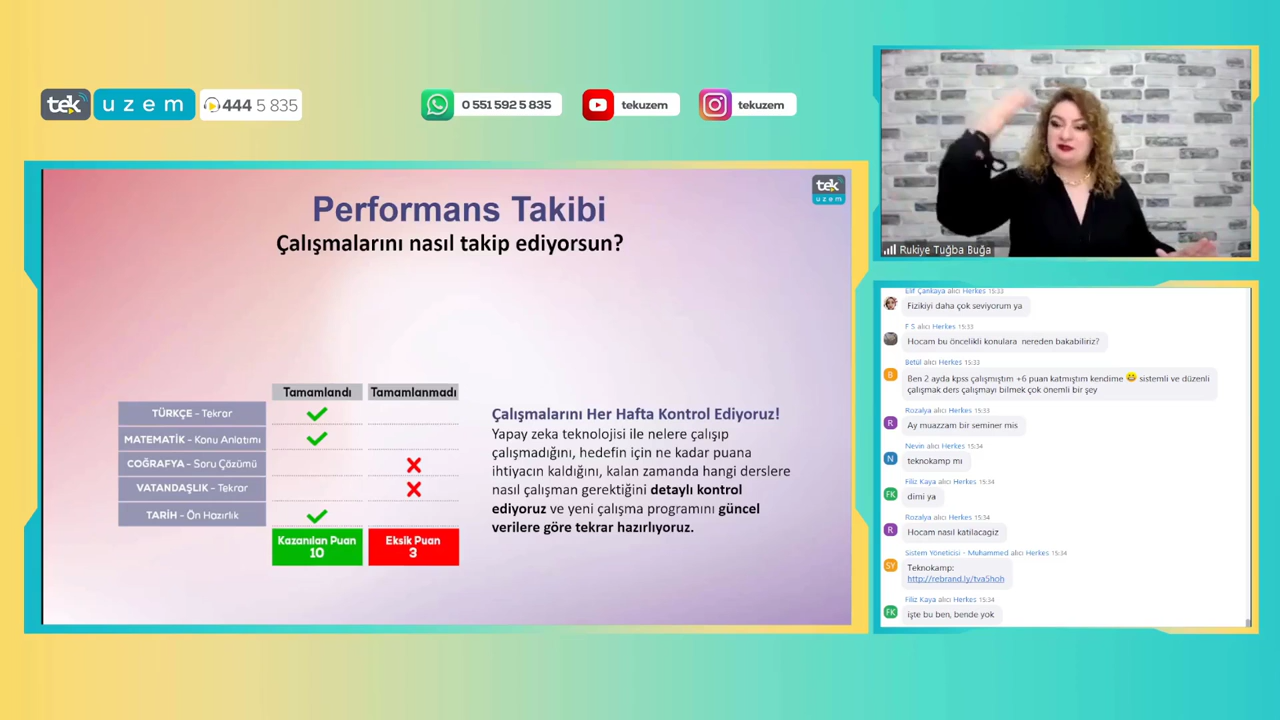 tek uzem 444 5 835
0 551 592 5 835
tekuzem
tekuzem
tek
uzem
Performans Takibi
Çalışmalarını nasıl takip ediyorsun?
Tamamlandı Tamamlanmadı
TÜRKÇE - Tekrar
MATEMATİK - Konu Anlatımı
COĞRAFYA - Soru Çözümü
VATANDAŞLIK - Tekrar
TARİH - Ön Hazırlık
Kazanılan Puan
10
Eksik Puan
3
Çalışmalarını Her Hafta Kontrol Ediyoruz!
Yapay zeka teknolojisi ile nelere çalışıp
çalışmadığını, hedefin için ne kadar puana
ihtiyacın kaldığını, kalan zamanda hangi derslere
nasıl çalışman gerektiğini detaylı kontrol
ediyoruz ve yeni çalışma programını güncel
verilere göre tekrar hazırlıyoruz.
Rukiye Tuğba Buğa
Elif Çankaya alıcı Herkes 15:33
Fizikiyi daha çok seviyorum ya
F S alıcı Herkes 15:33
Hocam bu öncelikli konulara nereden bakabiliriz?
Betül alıcı Herkes 15:33
B
Ben 2 ayda kpss çalışmıştım +6 puan katmıştım kendime 😄 sistemli ve düzenli
çalışmak ders çalışmayı bilmek çok önemli bir şey
Rozalya alıcı Herkes 15:33
R
Ay muazzam bir seminer mis
Nevin alıcı Herkes 15:34
N
teknokamp mı
Filiz Kaya alıcı Herkes 15:34
FK
dimi ya
Rozalya alıcı Herkes 15:34
R
Hocam nasıl katılacagiz
Sistem Yöneticisi - Muhammed alıcı Herkes 15:34
SY
Teknokamp:
http://rebrand.ly/tva5hoh
Filiz Kaya alıcı Herkes 15:34
FK
işte bu ben, bende yok